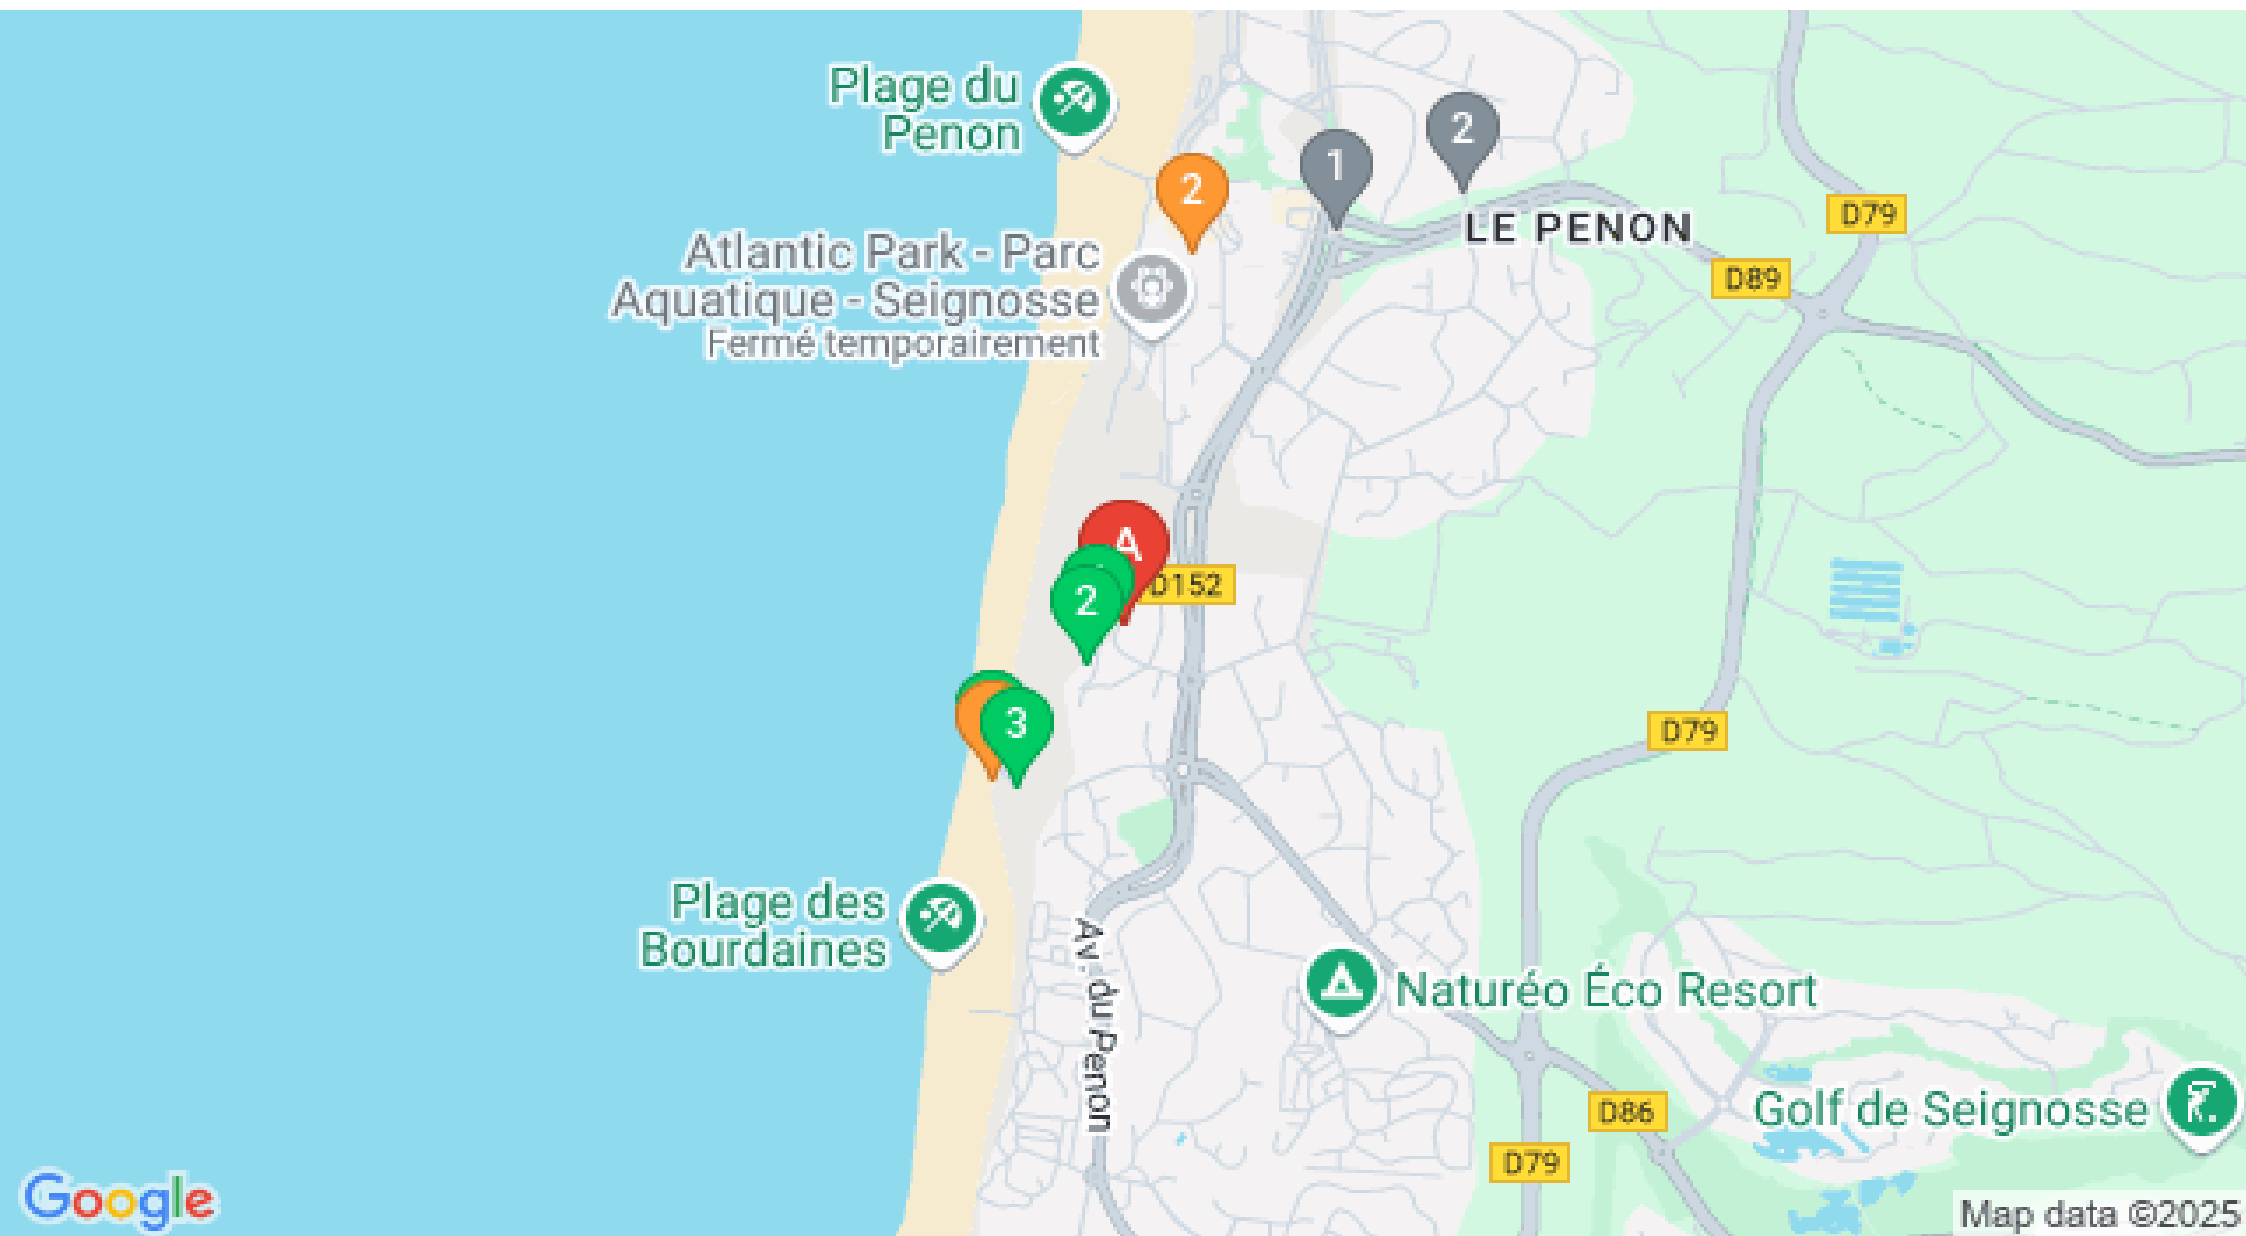 Plage du
Penon
2
1
2
LE PENON
D79
Atlantic Park - Parc
Aquatique - Seignosse
Fermé temporairement
D89
A
2
D152
3
D79
Plage des
Bourdaines
Av. du Penon
Naturéo Éco Resort
D86
Golf de Seignosse
D79
Google
Map data ©2025